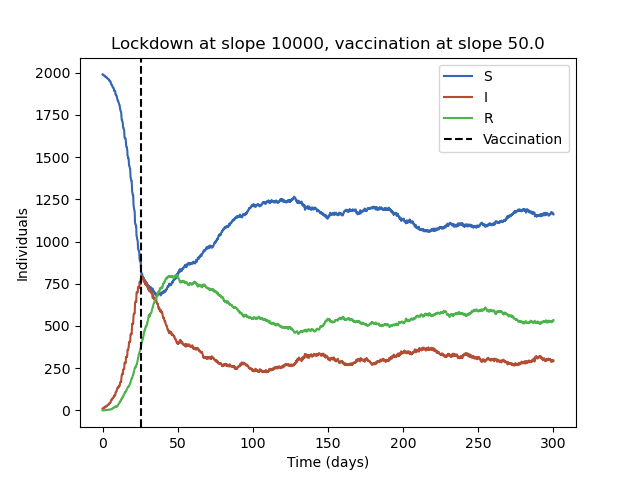 Lockdown at slope 10000, vaccination at slope 50.0
S
I
R
Vaccination
Individuals
2000
1750
1500
1250
1000
750
500
250
0
0 50 100 150 200 250 300
Time (days)